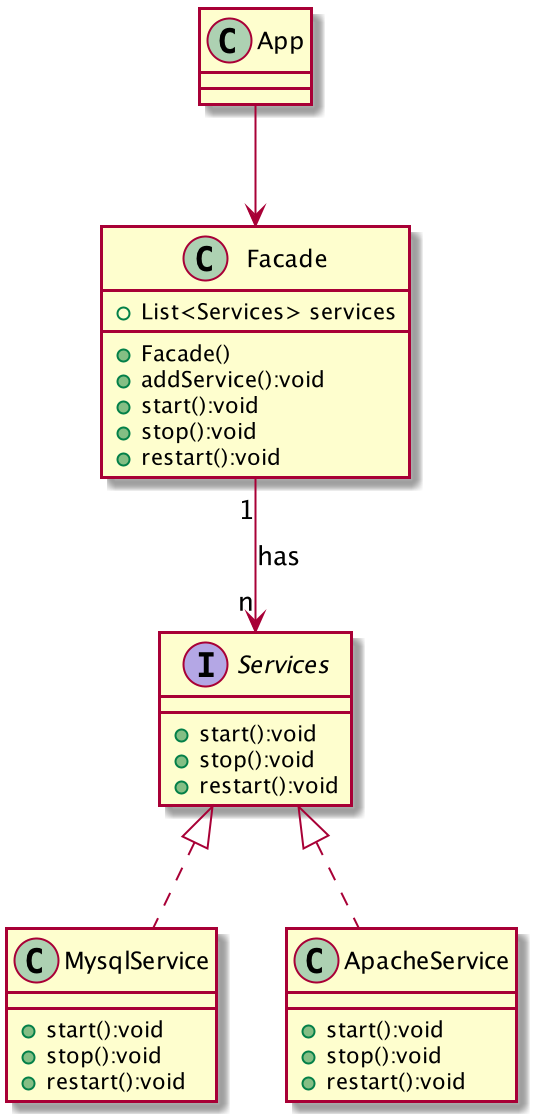 C App
C Facade
List<Services> services
Facade()
addService():void
start():void
stop():void
restart():void
1
has
n
I Services
start():void
stop():void
restart():void
C MysqlService
start():void
stop():void
restart():void
C ApacheService
start():void
stop():void
restart():void